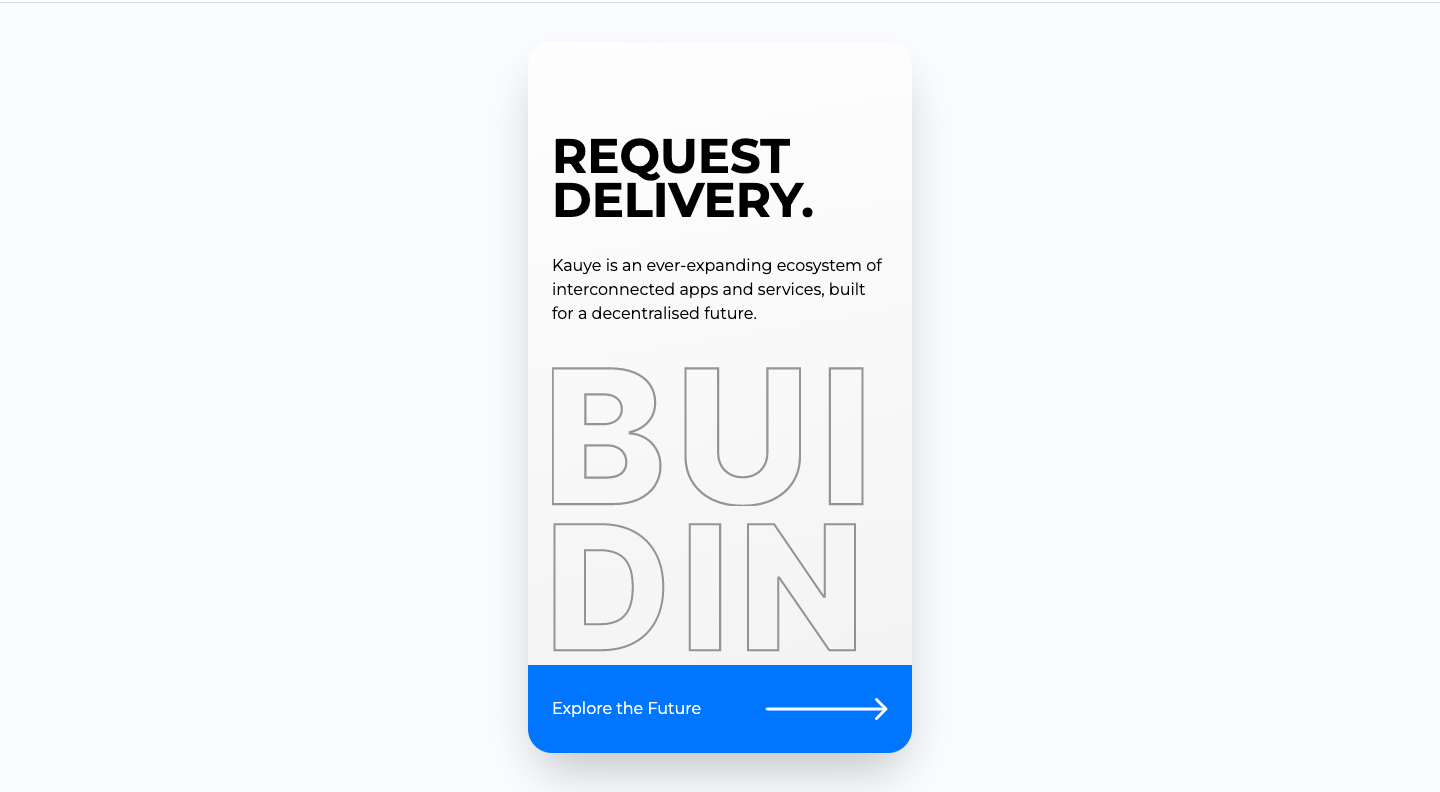 REQUEST
DELIVERY.
Kauye is an ever-expanding ecosystem of
interconnected apps and services, built
for a decentralised future.
BUI
DIN
Explore the Future